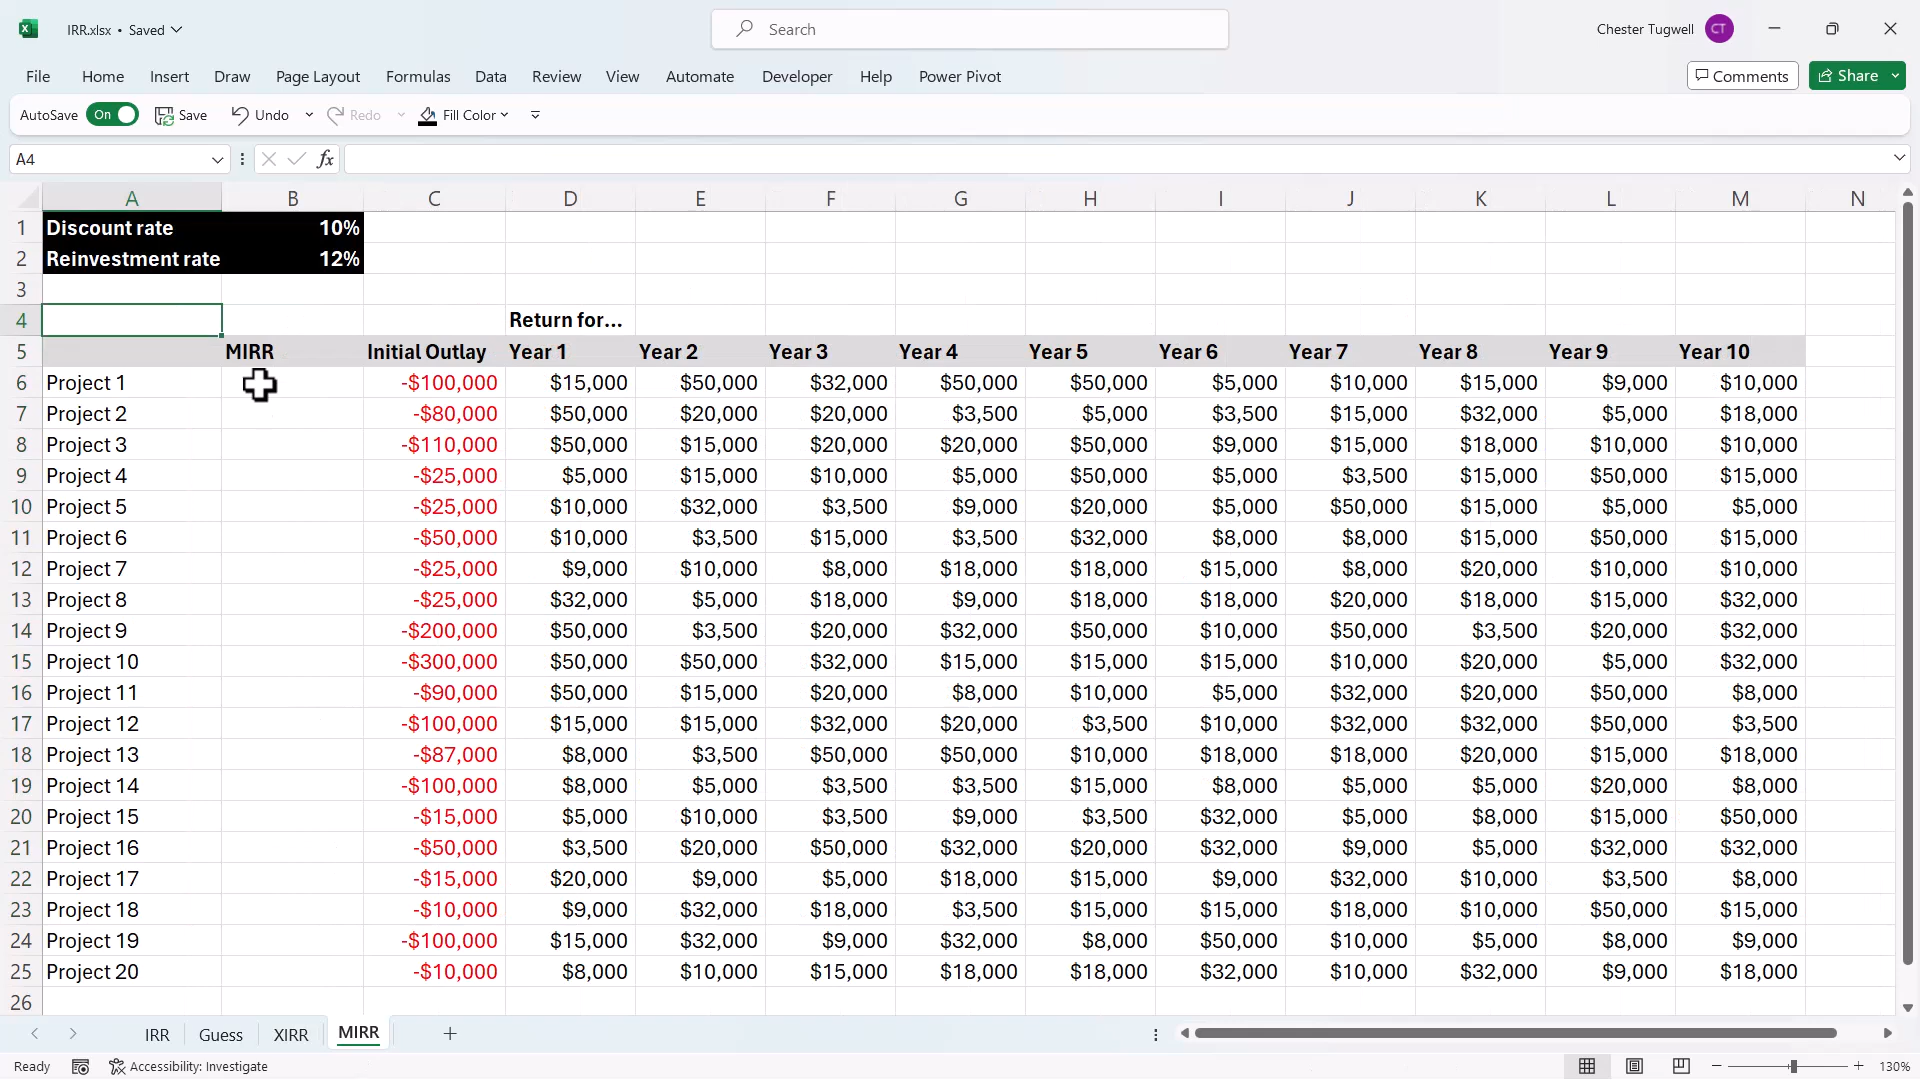 IRR.xlsx • Saved
Search
Chester Tugwell CT
File Home Insert Draw Page Layout Formulas Data Review View Automate Developer Help Power Pivot Comments Share
AutoSave On Save Undo Redo Fill Color
A4 fx
A B C D E F G H I J K L M N
1 Discount rate 10%
2 Reinvestment rate 12%
3
4 Return for...
5 MIRR Initial Outlay Year 1 Year 2 Year 3 Year 4 Year 5 Year 6 Year 7 Year 8 Year 9 Year 10
6 Project 1 -$100,000 $15,000 $50,000 $32,000 $50,000 $50,000 $5,000 $10,000 $15,000 $9,000 $10,000
7 Project 2 -$80,000 $50,000 $20,000 $20,000 $3,500 $5,000 $3,500 $15,000 $32,000 $5,000 $18,000
8 Project 3 -$110,000 $50,000 $15,000 $20,000 $20,000 $50,000 $9,000 $15,000 $18,000 $10,000 $10,000
9 Project 4 -$25,000 $5,000 $15,000 $10,000 $5,000 $50,000 $5,000 $3,500 $15,000 $50,000 $15,000
10 Project 5 -$25,000 $10,000 $32,000 $3,500 $9,000 $20,000 $5,000 $50,000 $15,000 $5,000 $5,000
11 Project 6 -$50,000 $10,000 $3,500 $15,000 $3,500 $32,000 $8,000 $8,000 $15,000 $50,000 $15,000
12 Project 7 -$25,000 $9,000 $10,000 $8,000 $18,000 $18,000 $15,000 $8,000 $20,000 $10,000 $10,000
13 Project 8 -$25,000 $32,000 $5,000 $18,000 $9,000 $18,000 $18,000 $20,000 $18,000 $15,000 $32,000
14 Project 9 -$200,000 $50,000 $3,500 $20,000 $32,000 $50,000 $10,000 $50,000 $3,500 $20,000 $32,000
15 Project 10 -$300,000 $50,000 $50,000 $32,000 $15,000 $15,000 $15,000 $10,000 $20,000 $5,000 $32,000
16 Project 11 -$90,000 $50,000 $15,000 $20,000 $8,000 $10,000 $5,000 $32,000 $20,000 $50,000 $8,000
17 Project 12 -$100,000 $15,000 $15,000 $32,000 $20,000 $3,500 $10,000 $32,000 $32,000 $50,000 $3,500
18 Project 13 -$87,000 $8,000 $3,500 $50,000 $50,000 $10,000 $18,000 $18,000 $20,000 $15,000 $18,000
19 Project 14 -$100,000 $8,000 $5,000 $3,500 $3,500 $15,000 $8,000 $5,000 $5,000 $20,000 $8,000
20 Project 15 -$15,000 $5,000 $10,000 $3,500 $9,000 $3,500 $32,000 $5,000 $8,000 $15,000 $50,000
21 Project 16 -$50,000 $3,500 $20,000 $50,000 $32,000 $20,000 $32,000 $9,000 $5,000 $32,000 $32,000
22 Project 17 -$15,000 $20,000 $9,000 $5,000 $18,000 $15,000 $9,000 $32,000 $10,000 $3,500 $8,000
23 Project 18 -$10,000 $9,000 $32,000 $18,000 $3,500 $15,000 $15,000 $18,000 $10,000 $50,000 $15,000
24 Project 19 -$100,000 $15,000 $32,000 $9,000 $32,000 $8,000 $50,000 $10,000 $5,000 $8,000 $9,000
25 Project 20 -$10,000 $8,000 $10,000 $15,000 $18,000 $18,000 $32,000 $10,000 $32,000 $9,000 $18,000
26
IRR Guess XIRR MIRR
Ready Accessibility: Investigate 130%